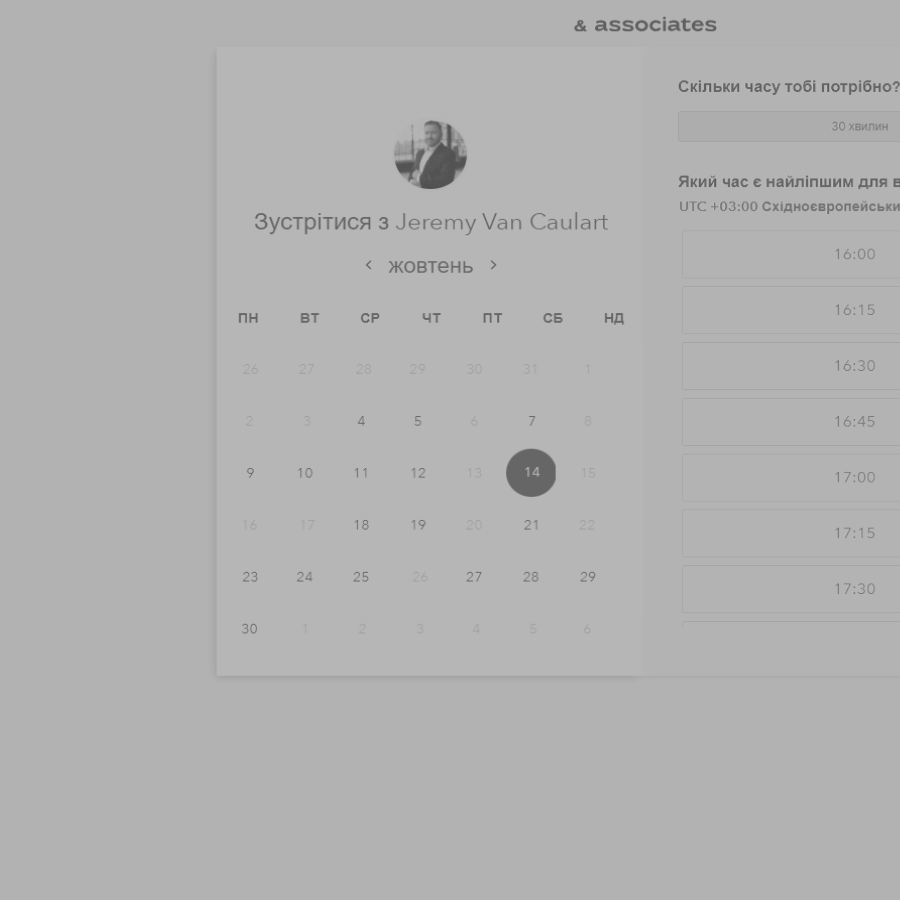 & associates
Зустрітися з Jeremy Van Caulart
жовтень
ПН ВТ СР ЧТ ПТ СБ НД
26 27 28 29 30 31 1
2 3 4 5 6 7 8
9 10 11 12 13 14 15
16 17 18 19 20 21 22
23 24 25 26 27 28 29
30 1 2 3 4 5 6
Скільки часу тобі потрібно?
30 хвилин
Який час є найліпшим для в
UTC +03:00 Східноєвропейськи
16:00
16:15
16:30
16:45
17:00
17:15
17:30